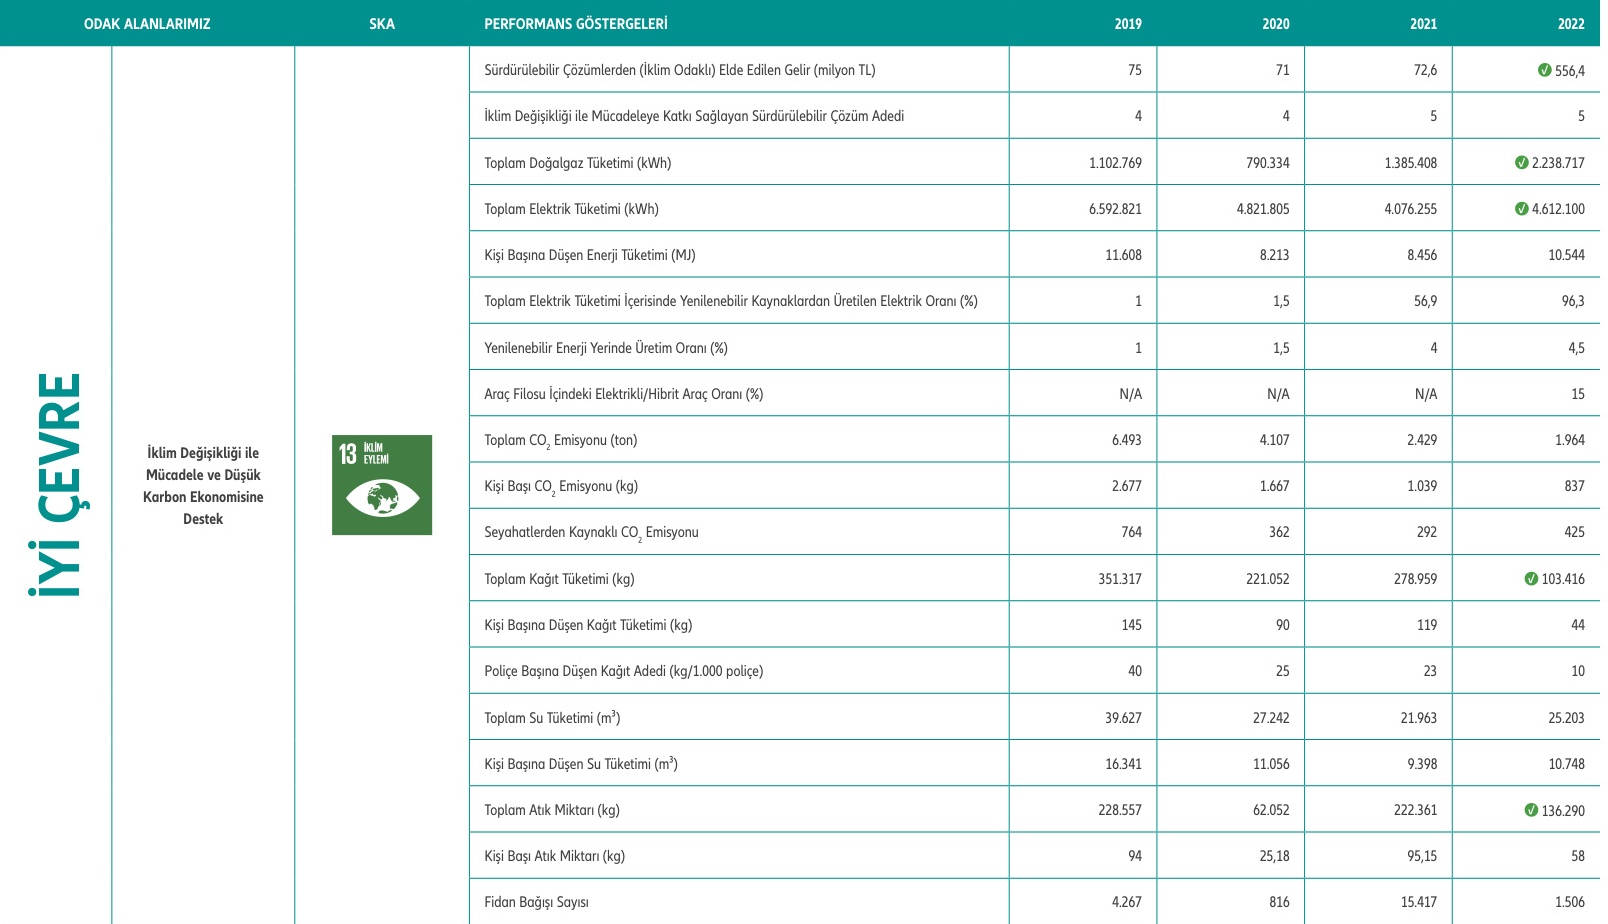 ODAK ALANLARIMIZ SKA PERFORMANS GÖSTERGELERİ 2019 2020 2021 2022
İYİ ÇEVRE
İklim Değişikliği ile
Mücadele ve Düşük
Karbon Ekonomisine
Destek
13 İKLİM
EYLEMİ
Sürdürülebilir Çözümlerden (İklim Odaklı) Elde Edilen Gelir (milyon TL) 75 71 72,6 √ 556,4
İklim Değişikliği ile Mücadeleye Katkı Sağlayan Sürdürülebilir Çözüm Adedi 4 4 5 5
Toplam Doğalgaz Tüketimi (kWh) 1.102.769 790.334 1.385.408 √ 2.238.717
Toplam Elektrik Tüketimi (kWh) 6.592.821 4.821.805 4.076.255 √ 4.612.100
Kişi Başına Düşen Enerji Tüketimi (MJ) 11.608 8.213 8.456 10.544
Toplam Elektrik Tüketimi İçerisinde Yenilenebilir Kaynaklardan Üretilen Elektrik Oranı (%) 1 1,5 56,9 96,3
Yenilenebilir Enerji Yerinde Üretim Oranı (%) 1 1,5 4 4,5
Araç Filosu İçindeki Elektrikli/Hibrit Araç Oranı (%) N/A N/A N/A 15
Toplam CO₂ Emisyonu (ton) 6.493 4.107 2.429 1.964
Kişi Başı CO₂ Emisyonu (kg) 2.677 1.667 1.039 837
Seyahatlerden Kaynaklı CO₂ Emisyonu 764 362 292 425
Toplam Kağıt Tüketimi (kg) 351.317 221.052 278.959 √ 103.416
Kişi Başına Düşen Kağıt Tüketimi (kg) 145 90 119 44
Poliçe Başına Düşen Kağıt Adedi (kg/1.000 poliçe) 40 25 23 10
Toplam Su Tüketimi (m³) 39.627 27.242 21.963 25.203
Kişi Başına Düşen Su Tüketimi (m³) 16.341 11.056 9.398 10.748
Toplam Atık Miktarı (kg) 228.557 62.052 222.361 √ 136.290
Kişi Başı Atık Miktarı (kg) 94 25,18 95,15 58
Fidan Bağışı Sayısı 4.267 816 15.417 1.506